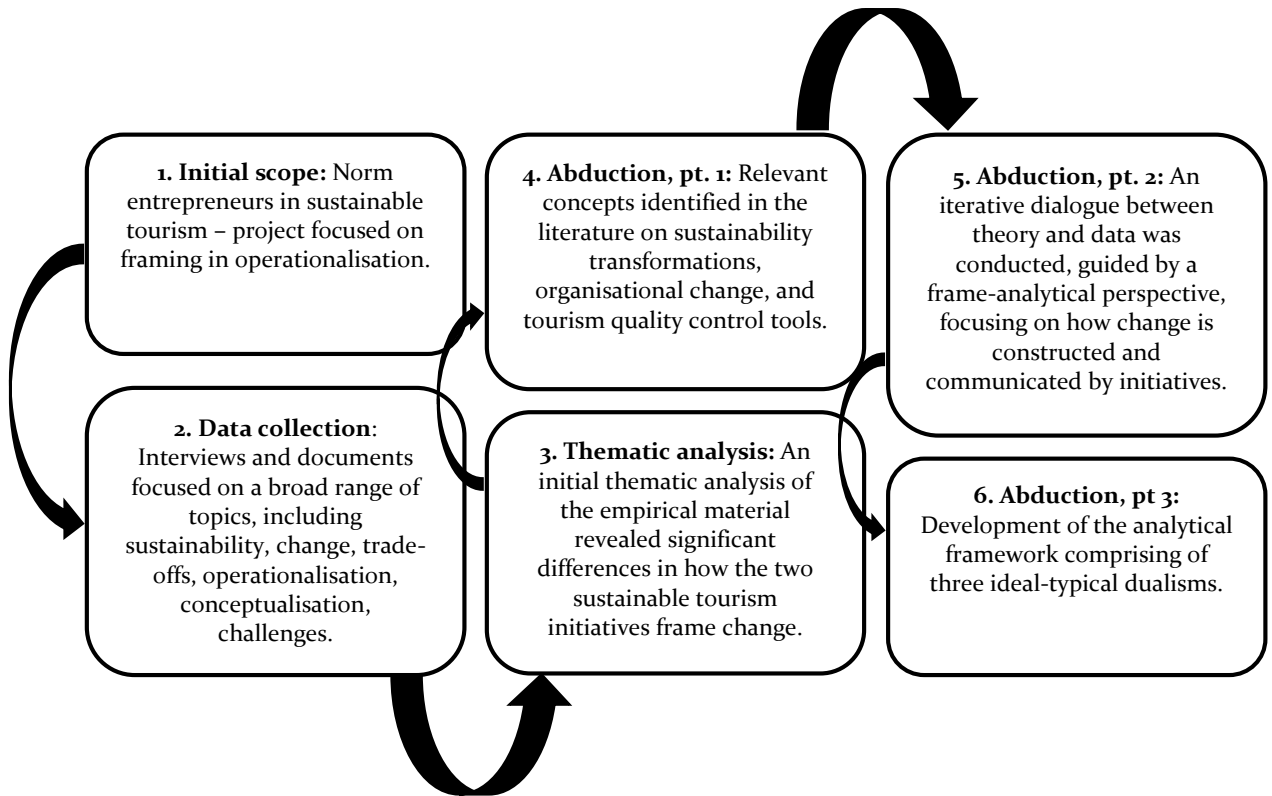 1. Initial scope: Norm
entrepreneurs in sustainable
tourism – project focused on
framing in operationalisation.
2. Data collection:
Interviews and documents
focused on a broad range of
topics, including
sustainability, change, trade-
offs, operationalisation,
conceptualisation,
challenges.
3. Thematic analysis: An
initial thematic analysis of
the empirical material
revealed significant
differences in how the two
sustainable tourism
initiatives frame change.
4. Abduction, pt. 1: Relevant
concepts identified in the
literature on sustainability
transformations,
organisational change, and
tourism quality control tools.
5. Abduction, pt. 2: An
iterative dialogue between
theory and data was
conducted, guided by a
frame-analytical perspective,
focusing on how change is
constructed and
communicated by initiatives.
6. Abduction, pt 3:
Development of the analytical
framework comprising of
three ideal-typical dualisms.